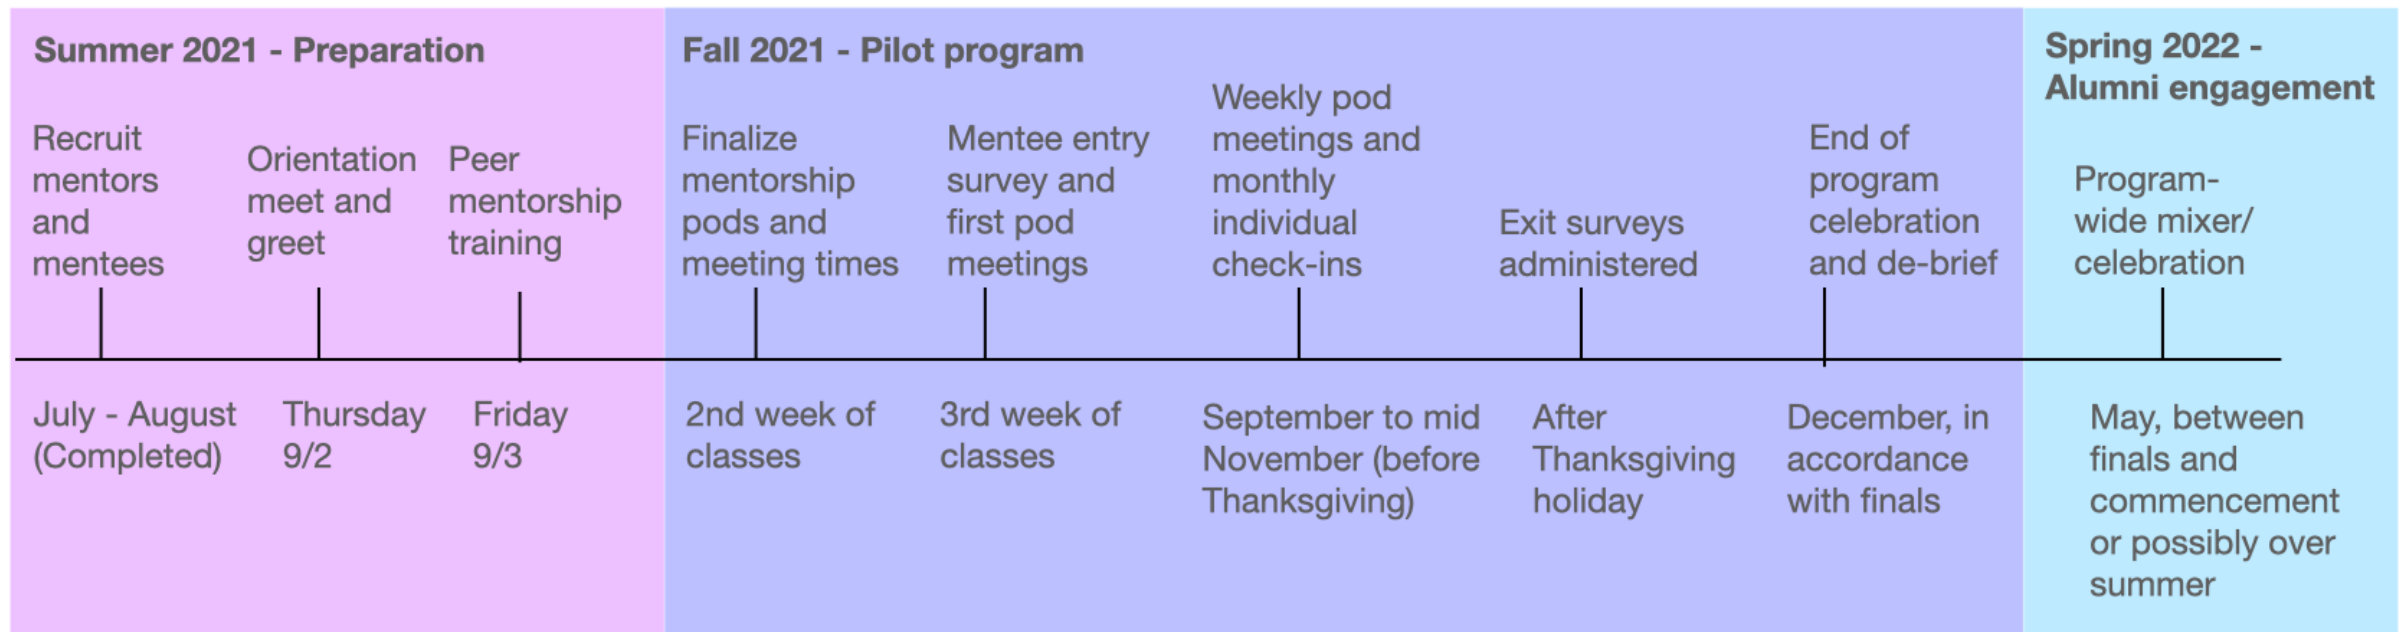 Summer 2021 - Preparation
Recruit
mentors
and
mentees
Orientation
meet and
greet
Peer
mentorship
training
July - August
(Completed)
Thursday
9/2
Friday
9/3
Fall 2021 - Pilot program
Finalize
mentorship
pods and
meeting times
Mentee entry
survey and
first pod
meetings
Weekly pod
meetings and
monthly
individual
check-ins
Exit surveys
administered
End of
program
celebration
and de-brief
2nd week of
classes
3rd week of
classes
September to mid
November (before
Thanksgiving)
After
Thanksgiving
holiday
December, in
accordance
with finals
Spring 2022 -
Alumni engagement
Program-
wide mixer/
celebration
May, between
finals and
commencement
or possibly over
summer